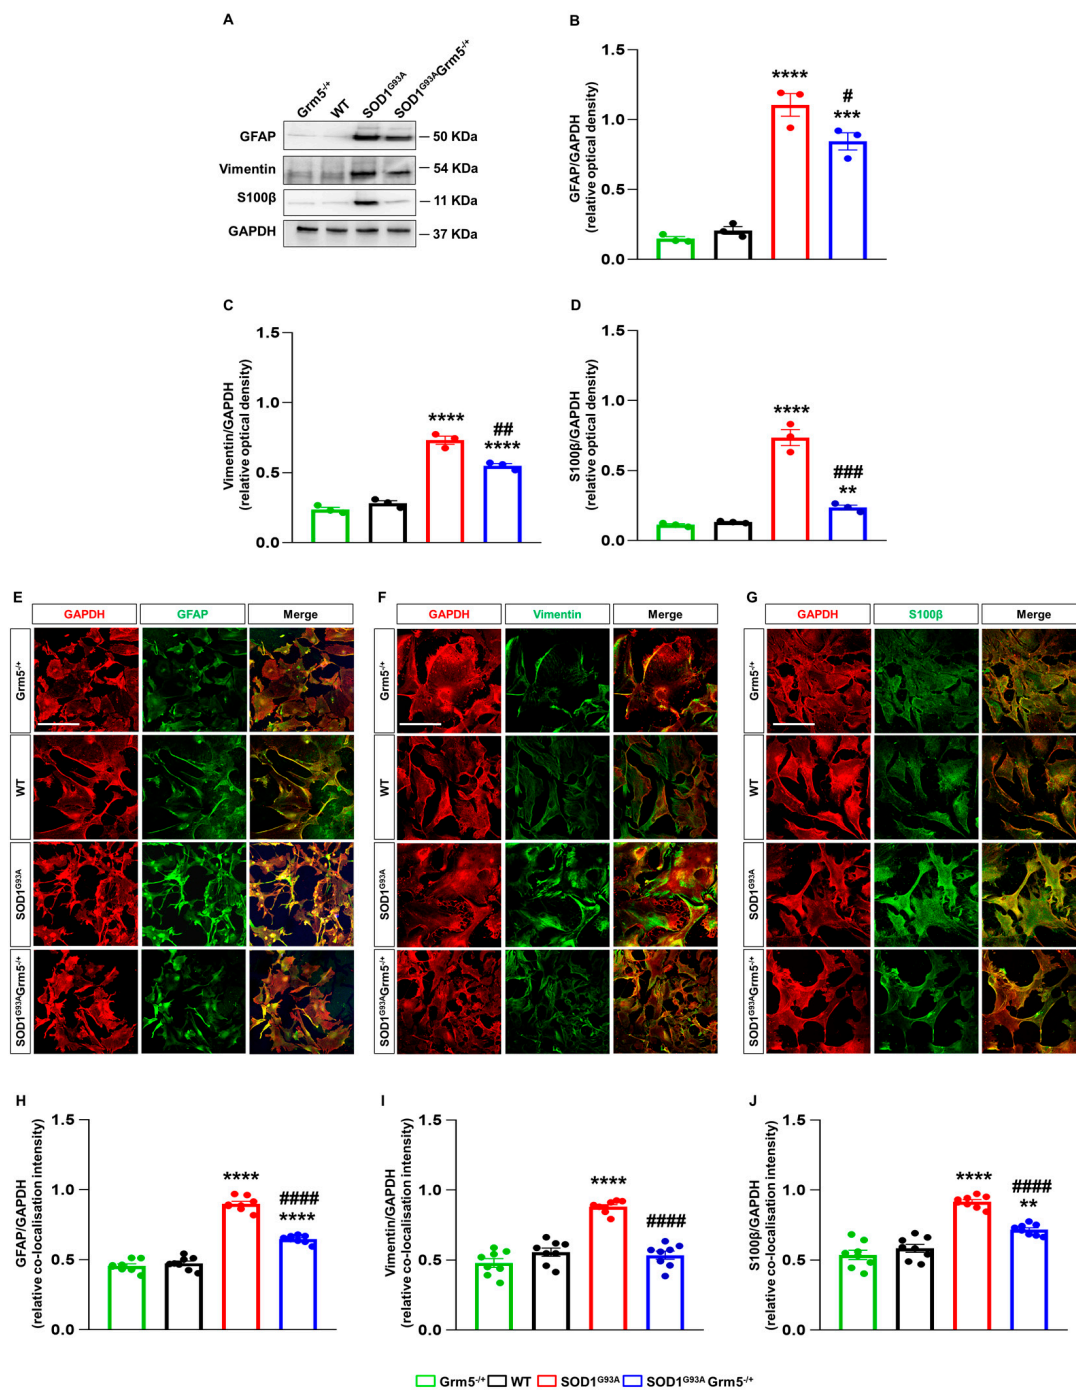 A
Grm5-/+
WT
SOD1G93A
SOD1G93AGrm5-/+
GFAP
50 KDa
Vimentin
54 KDa
S100β
11 KDa
GAPDH
37 KDa
B
GFAP/GAPDH
(relative optical density)
1.5
1.0
0.5
0.0
****
#
***
C
Vimentin/GAPDH
(relative optical density)
1.5
1.0
0.5
0.0
****
##
****
D
S100β/GAPDH
(relative optical density)
1.5
1.0
0.5
0.0
****
###
**
E
GAPDH
GFAP
Merge
Grm5-/+
WT
SOD1G93A
SOD1G93AGrm5-/+
F
GAPDH
Vimentin
Merge
Grm5-/+
WT
SOD1G93A
SOD1G93AGrm5-/+
G
GAPDH
S100β
Merge
Grm5-/+
WT
SOD1G93A
SOD1G93AGrm5-/+
H
GFAP/GAPDH
(relative co-localisation intensity)
1.5
1.0
0.5
0.0
****
####
****
I
Vimentin/GAPDH
(relative co-localisation intensity)
1.5
1.0
0.5
0.0
****
####
J
S100β/GAPDH
(relative co-localisation intensity)
1.5
1.0
0.5
0.0
****
####
**
Grm5-/+ WT SOD1G93A SOD1G93A Grm5-/+